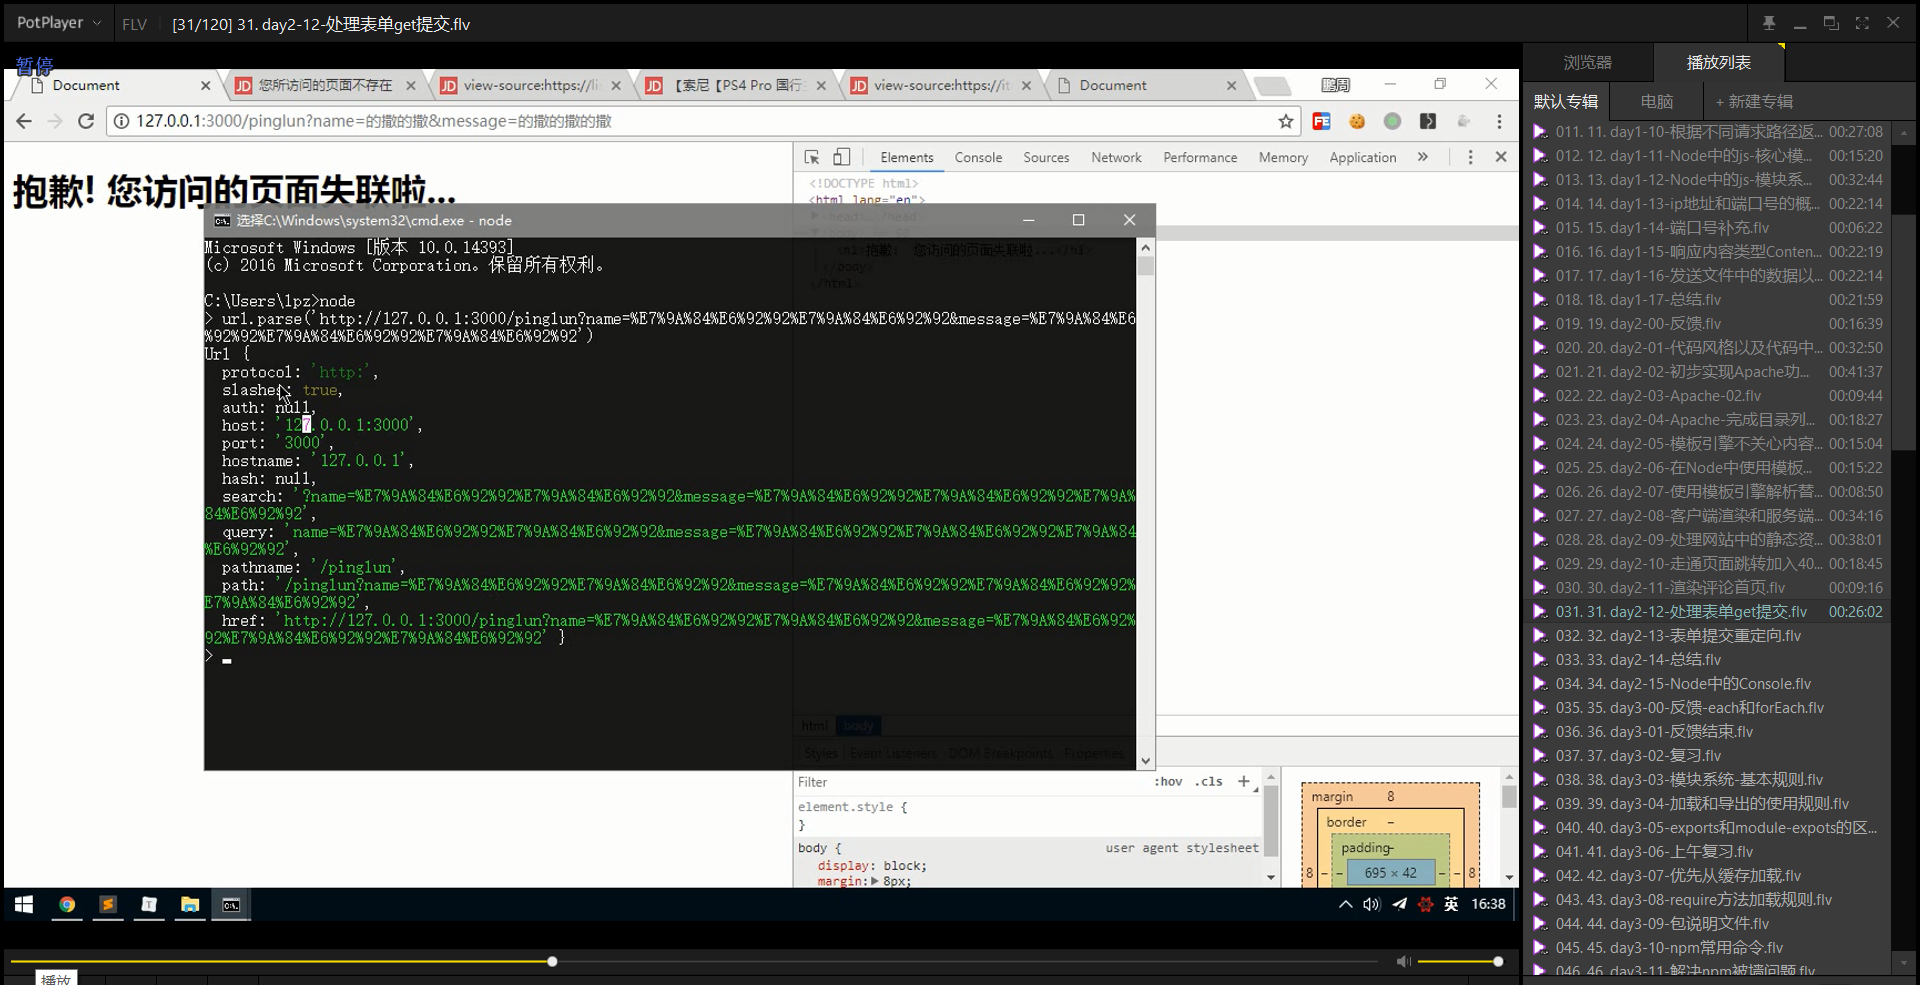 PotPlayer
FLV
[31/120] 31. day2-12-处理表单get提交.flv
暂停
Document
您所访问的页面不存在
view-source:https://li
【索尼【PS4 Pro 国行
view-source:https://it
Document
鹏周
127.0.0.1:3000/pinglun?name=的撒的撒&message=的撒的撒的撒
抱歉! 您访问的页面失联啦...
Elements
Console
Sources
Network
Performance
Memory
Application
<!DOCTYPE html>
<html lang="en">
选择C:\Windows\system32\cmd.exe - node
Microsoft Windows [版本 10.0.14393]
(c) 2016 Microsoft Corporation。保留所有权利。
C:\Users\lpz>node
> url.parse('http://127.0.0.1:3000/pinglun?name=%E7%9A%84%E6%92%92%E7%9A%84%E6%92%92&message=%E7%9A%84%E6
%92%92%E7%9A%84%E6%92%92%E7%9A%84%E6%92%92')
Url {
protocol: 'http:',
slashes: true,
auth: null,
host: '127.0.0.1:3000',
port: '3000',
hostname: '127.0.0.1',
hash: null,
search: '?name=%E7%9A%84%E6%92%92%E7%9A%84%E6%92%92&message=%E7%9A%84%E6%92%92%E7%9A%84%E6%92%92%E7%9A%
84%E6%92%92',
query: 'name=%E7%9A%84%E6%92%92%E7%9A%84%E6%92%92&message=%E7%9A%84%E6%92%92%E7%9A%84%E6%92%92%E7%9A%84
%E6%92%92',
pathname: '/pinglun',
path: '/pinglun?name=%E7%9A%84%E6%92%92%E7%9A%84%E6%92%92&message=%E7%9A%84%E6%92%92%E7%9A%84%E6%92%92%
E7%9A%84%E6%92%92',
href: 'http://127.0.0.1:3000/pinglun?name=%E7%9A%84%E6%92%92%E7%9A%84%E6%92%92&message=%E7%9A%84%E6%92%
92%E7%9A%84%E6%92%92%E7%9A%84%E6%92%92' }
>
html body
Styles Event Listeners DOM Breakpoints Properties
Filter
:hov .cls +
element.style {
}
body {
user agent stylesheet
display: block;
margin:▶ 8px;
margin 8
border –
padding-
8 – – 695 × 42 – – 8
英
16:38
播放
浏览器
播放列表
默认专辑
电脑
+ 新建专辑
011. 11. day1-10-根据不同请求路径返... 00:27:08
012. 12. day1-11-Node中的js-核心模... 00:15:20
013. 13. day1-12-Node中的js-模块系... 00:32:44
014. 14. day1-13-ip地址和端口号的概... 00:22:14
015. 15. day1-14-端口号补充.flv 00:06:22
016. 16. day1-15-响应内容类型Conten... 00:22:19
017. 17. day1-16-发送文件中的数据以... 00:22:14
018. 18. day1-17-总结.flv 00:21:59
019. 19. day2-00-反馈.flv 00:16:39
020. 20. day2-01-代码风格以及代码中... 00:32:50
021. 21. day2-02-初步实现Apache功... 00:41:37
022. 22. day2-03-Apache-02.flv 00:09:44
023. 23. day2-04-Apache-完成目录列... 00:18:27
024. 24. day2-05-模板引擎不关心内容... 00:15:04
025. 25. day2-06-在Node中使用模板... 00:15:22
026. 26. day2-07-使用模板引擎解析替... 00:08:50
027. 27. day2-08-客户端渲染和服务端... 00:34:16
028. 28. day2-09-处理网站中的静态资... 00:38:01
029. 29. day2-10-走通页面跳转加入40... 00:18:45
030. 30. day2-11-渲染评论首页.flv 00:09:16
031. 31. day2-12-处理表单get提交.flv 00:26:02
032. 32. day2-13-表单提交重定向.flv
033. 33. day2-14-总结.flv
034. 34. day2-15-Node中的Console.flv
035. 35. day3-00-反馈-each和forEach.flv
036. 36. day3-01-反馈结束.flv
037. 37. day3-02-复习.flv
038. 38. day3-03-模块系统-基本规则.flv
039. 39. day3-04-加载和导出的使用规则.flv
040. 40. day3-05-exports和module-expots的区...
041. 41. day3-06-上午复习.flv
042. 42. day3-07-优先从缓存加载.flv
043. 43. day3-08-require方法加载规则.flv
044. 44. day3-09-包说明文件.flv
045. 45. day3-10-npm常用命令.flv
046. 46. day3-11-解决npm被墙问题.flv